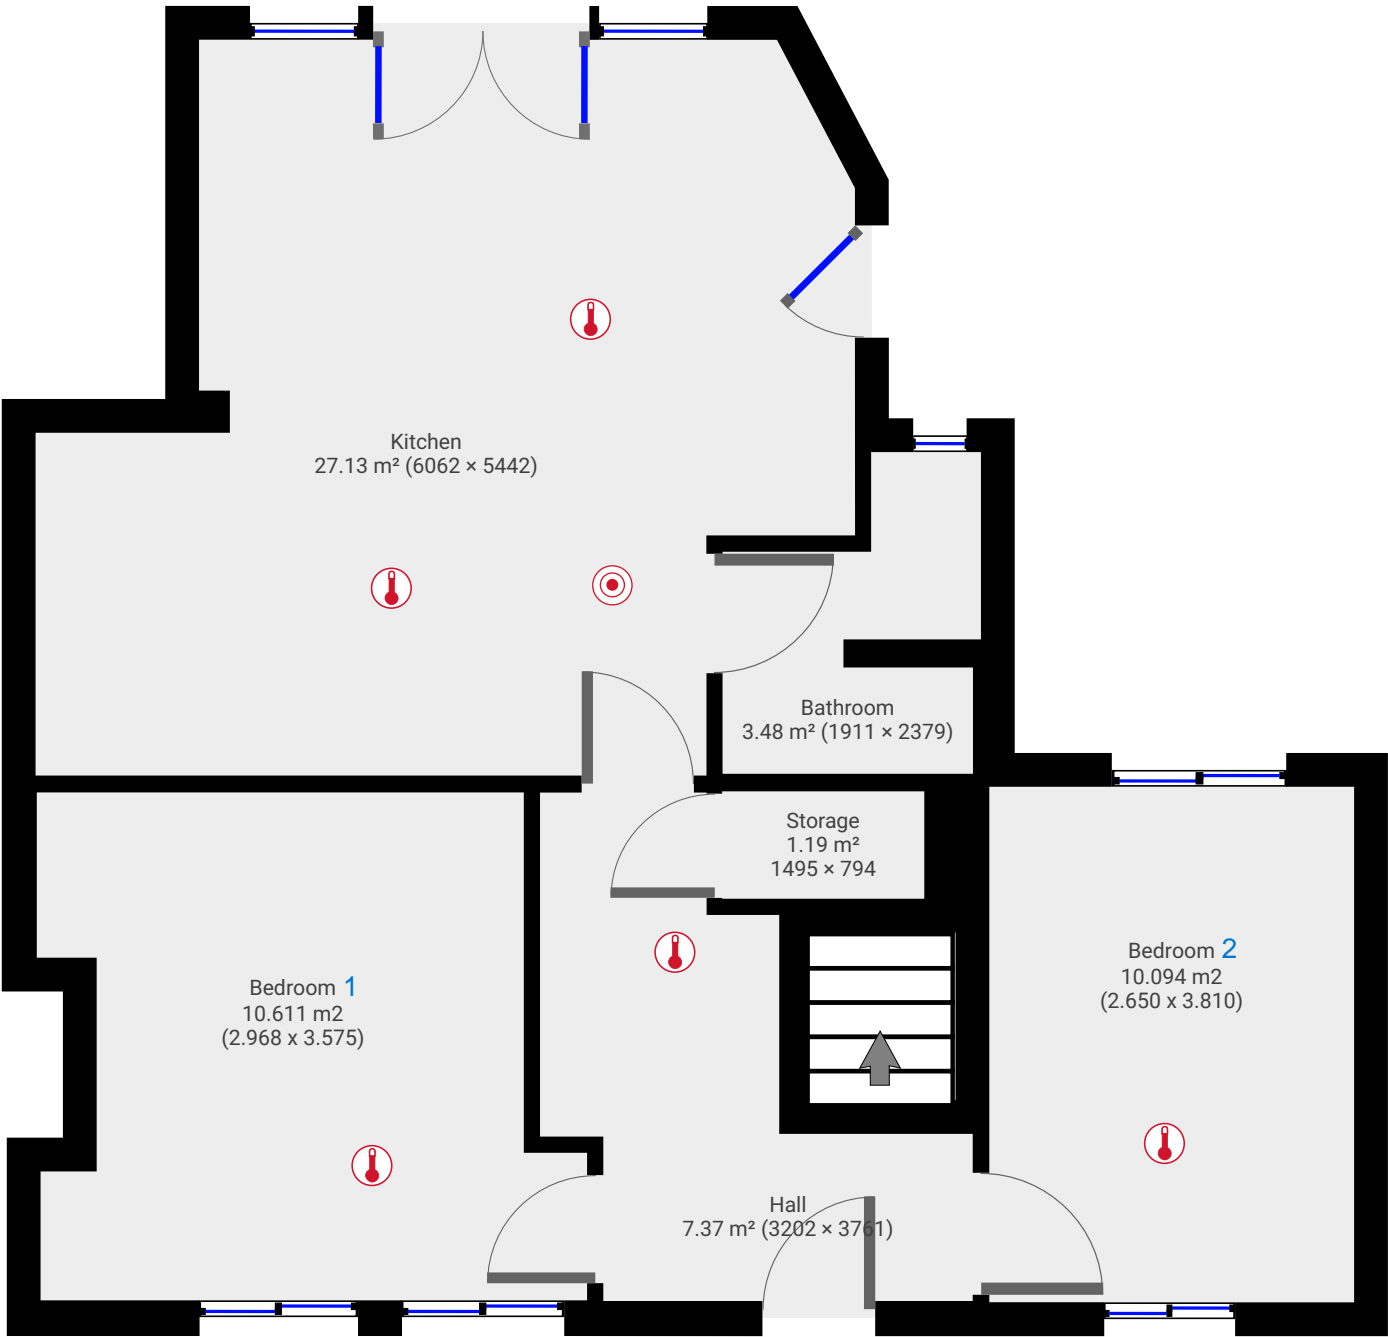 Kitchen
27.13 m² (6062 × 5442)
Bathroom
3.48 m² (1911 × 2379)
Storage
1.19 m²
1495 × 794
Bedroom 1
10.611 m2
(2.968 x 3.575)
Bedroom 2
10.094 m2
(2.650 x 3.810)
Hall
7.37 m² (3202 × 3761)